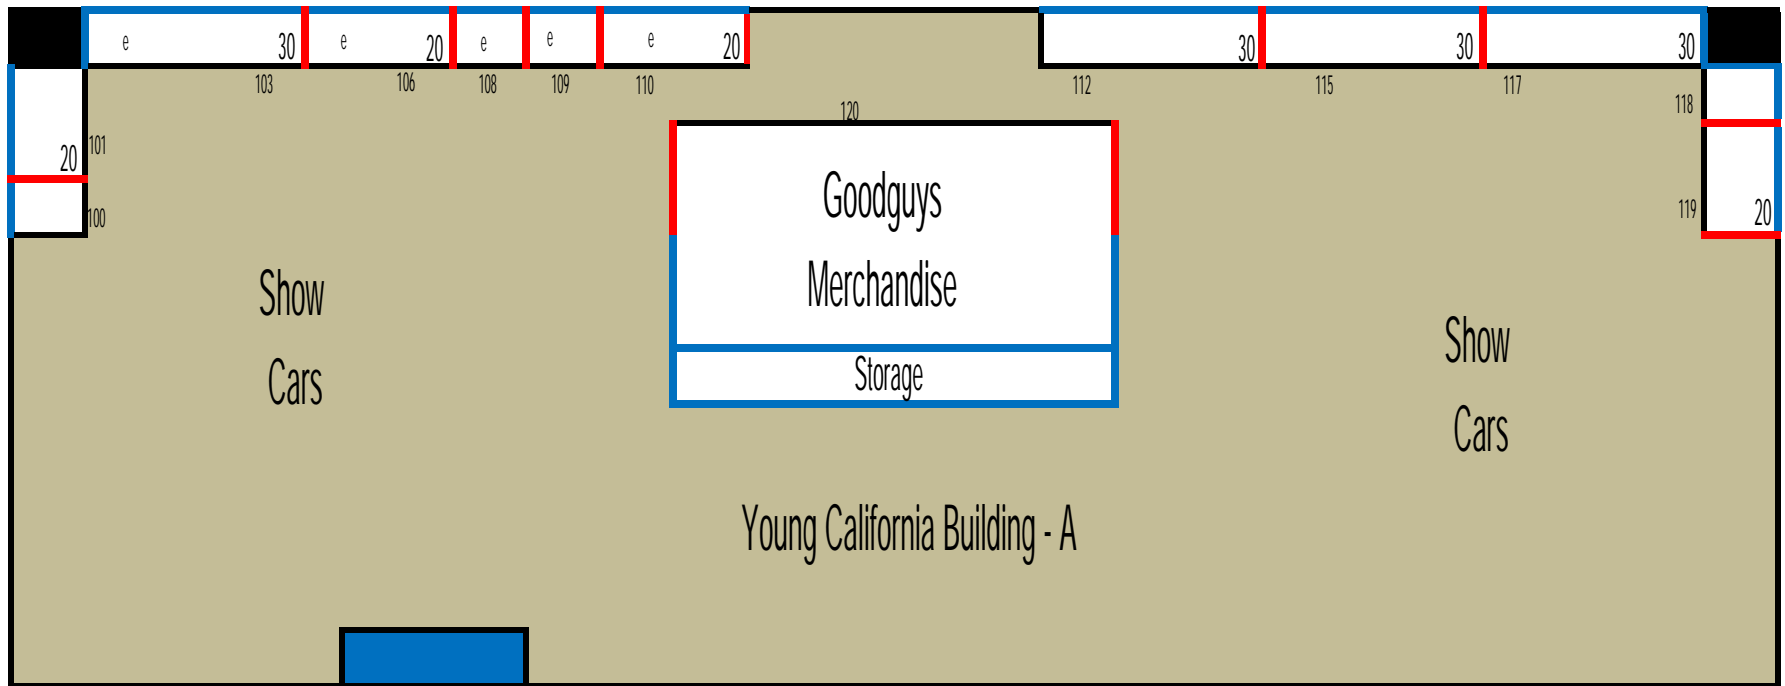 e 30 e 20 e e e 20 30 30 30
103 106 108 109 110 112 115 117
118
120
101
20
100
119 20
Goodguys
Merchandise
Storage
Show
Cars
Show
Cars
Young California Building - A